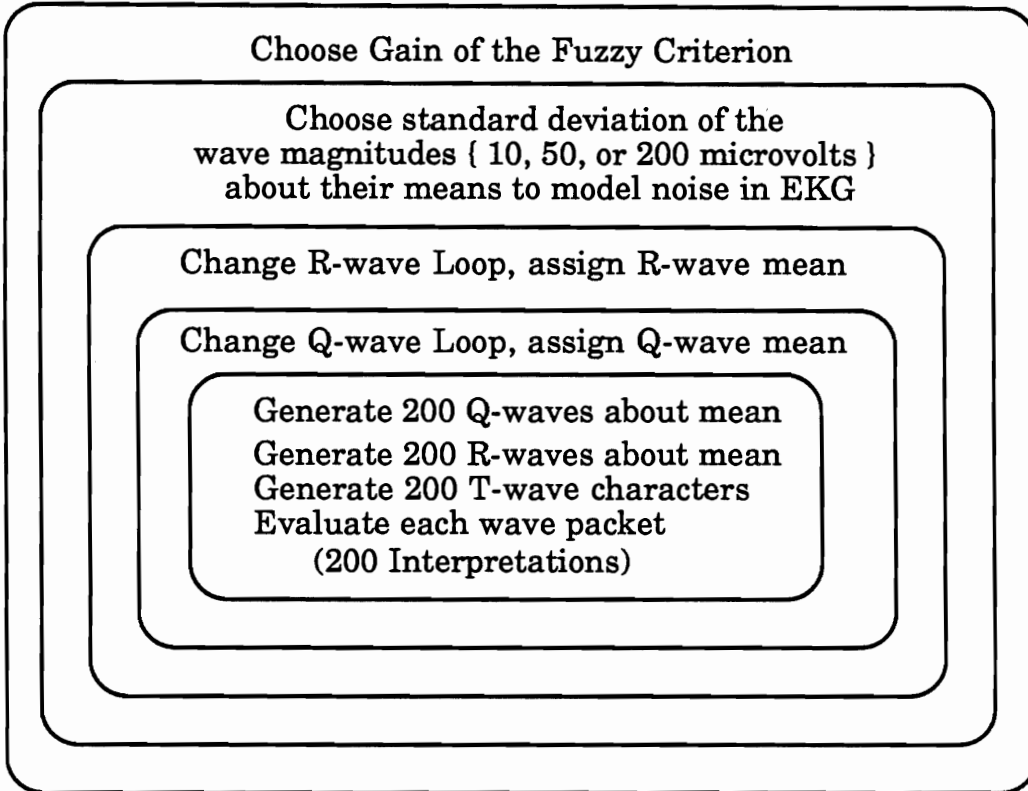 Choose Gain of the Fuzzy Criterion
Choose standard deviation of the
wave magnitudes { 10, 50, or 200 microvolts }
about their means to model noise in EKG
Change R-wave Loop, assign R-wave mean
Change Q-wave Loop, assign Q-wave mean
Generate 200 Q-waves about mean
Generate 200 R-waves about mean
Generate 200 T-wave characters
Evaluate each wave packet
(200 Interpretations)